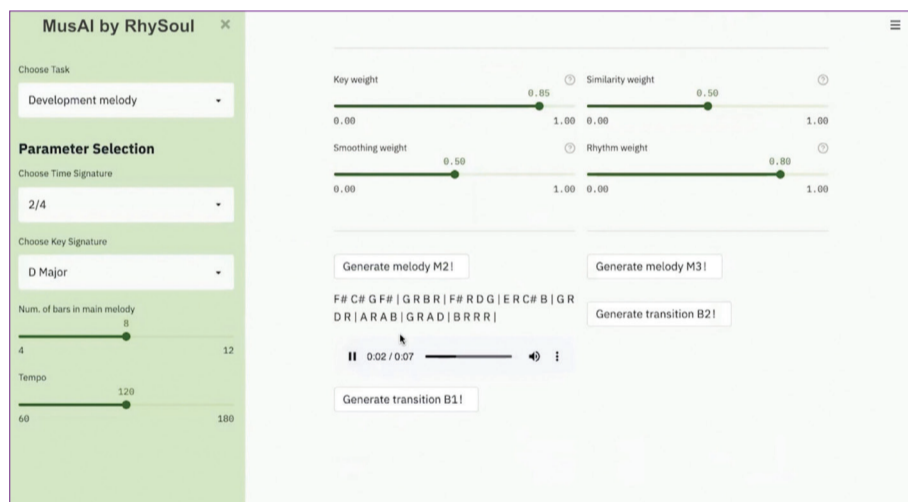 MusAI by RhySoul ×
Choose Task
Development melody
Parameter Selection
Choose Time Signature
2/4
Choose Key Signature
D Major
Num. of bars in main melody
8
4 12
Tempo
120
60 180
Key weight
0.85
0.00 1.00
Similarity weight
0.50
0.00 1.00
Smoothing weight
0.50
0.00 1.00
Rhythm weight
0.80
0.00 1.00
Generate melody M2!
F# C# G F# | G R B R | F# R D G | E R C# B | G R
D R | A R A B | G R A D | B R R R |
0:02 / 0:07
Generate transition B1!
Generate melody M3!
Generate transition B2!